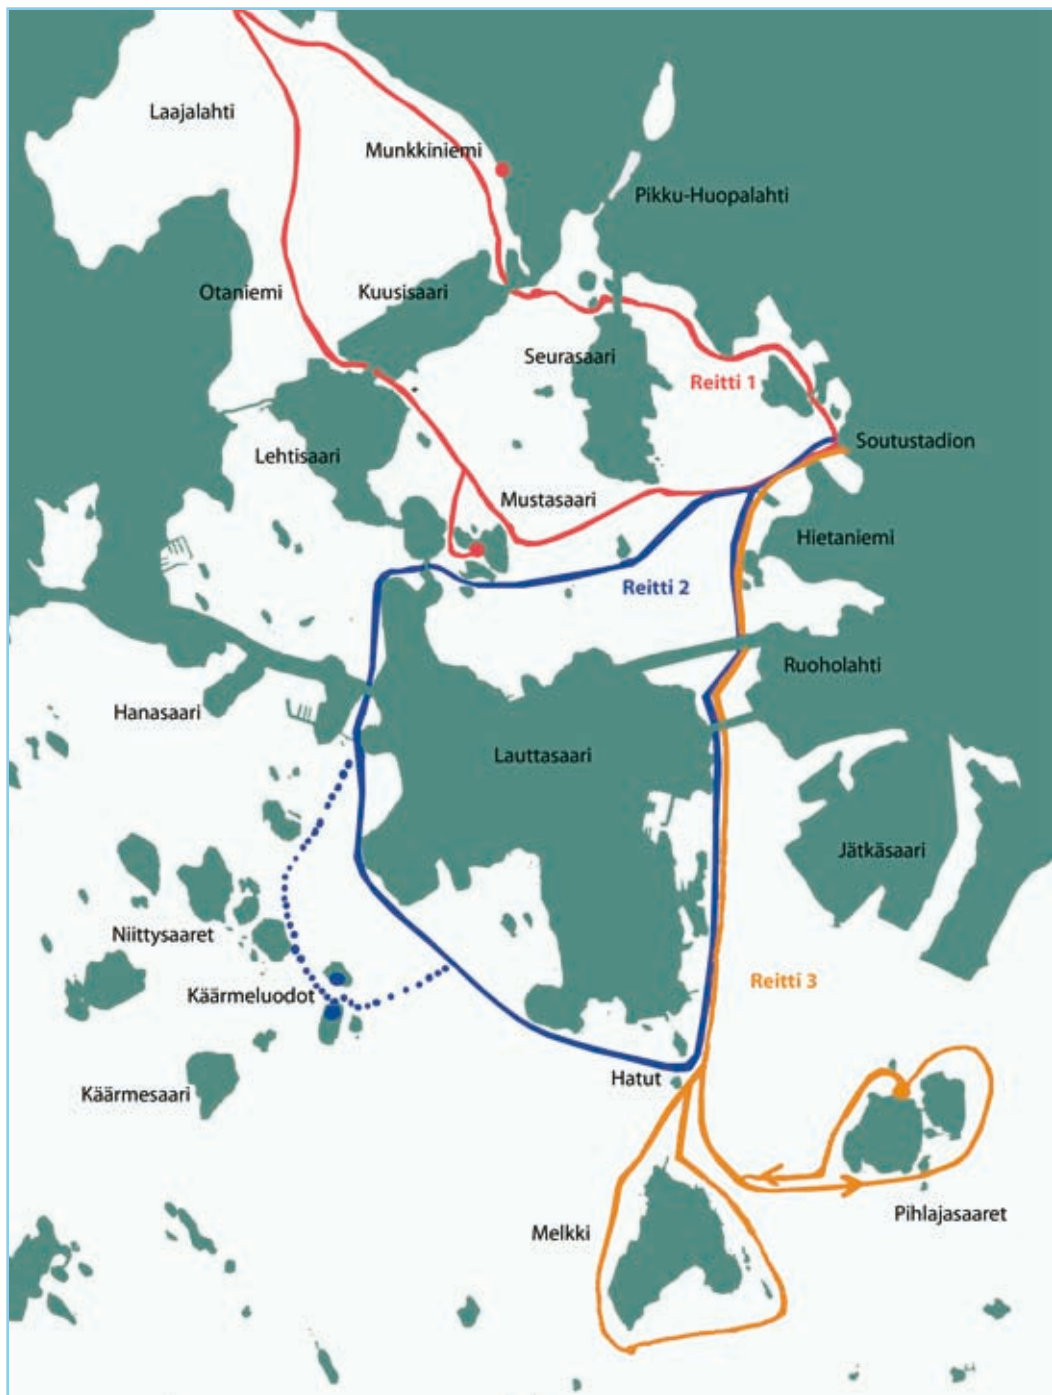 Laajalahti
Munkkiniemi
Pikku-Huopalahti
Otaniemi
Kuusisaari
Seurasaari
Reitti 1
Soutustadion
Lehtisaari
Mustasaari
Hietaniemi
Reitti 2
Ruoholahti
Hanasaari
Lauttasaari
Jätkäsaari
Niittysaaret
Reitti 3
Käärmeluodot
Hatut
Käärmesaari
Pihlajasaaret
Melkki